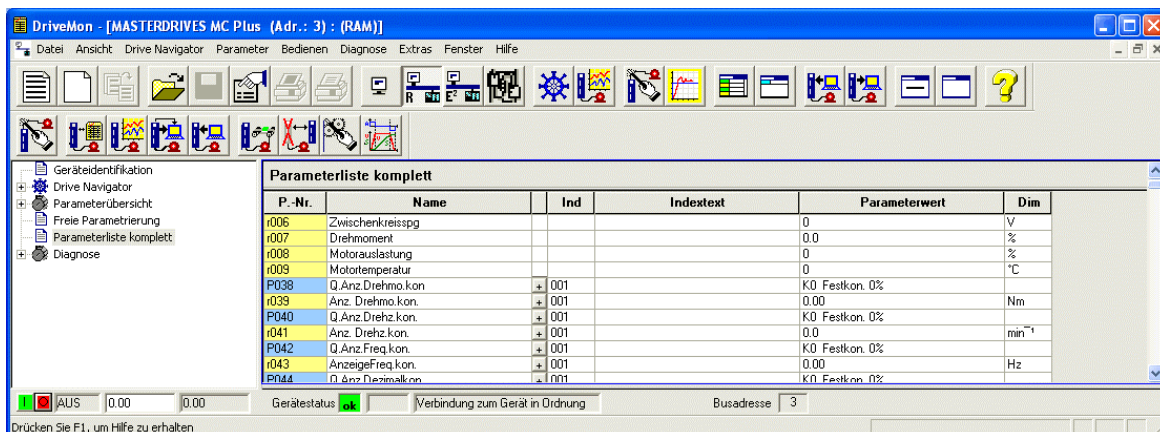 DriveMon - [MASTERDRIVES MC Plus (Adr.: 3) : (RAM)]
Datei Ansicht Drive Navigator Parameter Bedienen Diagnose Extras Fenster Hilfe
R E²
Geräteidentifikation
Drive Navigator
Parameterübersicht
Freie Parametrierung
Parameterliste komplett
Diagnose
Parameterliste komplett
P.-Nr. Name Ind Indextext Parameterwert Dim
r006 Zwischenkreisspg 0 V
r007 Drehmoment 0.0 %
r008 Motorauslastung 0 %
r009 Motortemperatur 0 °C
P038 Q.Anz.Drehmo.kon + 001 K0 Festkon. 0%
r039 Anz. Drehmo.kon. + 001 0.00 Nm
P040 Q.Anz.Drehz.kon. + 001 K0 Festkon. 0%
r041 Anz. Drehz.kon. + 001 0.0 min⁻¹
P042 Q.Anz.Freq.kon. + 001 K0 Festkon. 0%
r043 AnzeigeFreq.kon. + 001 0.00 Hz
P044 Q.Anz.Dezimalkon + 001 K0 Festkon. 0%
I 0 AUS 0.00 0.00 Gerätestatus ok Verbindung zum Gerät in Ordnung Busadresse 3
Drücken Sie F1, um Hilfe zu erhalten